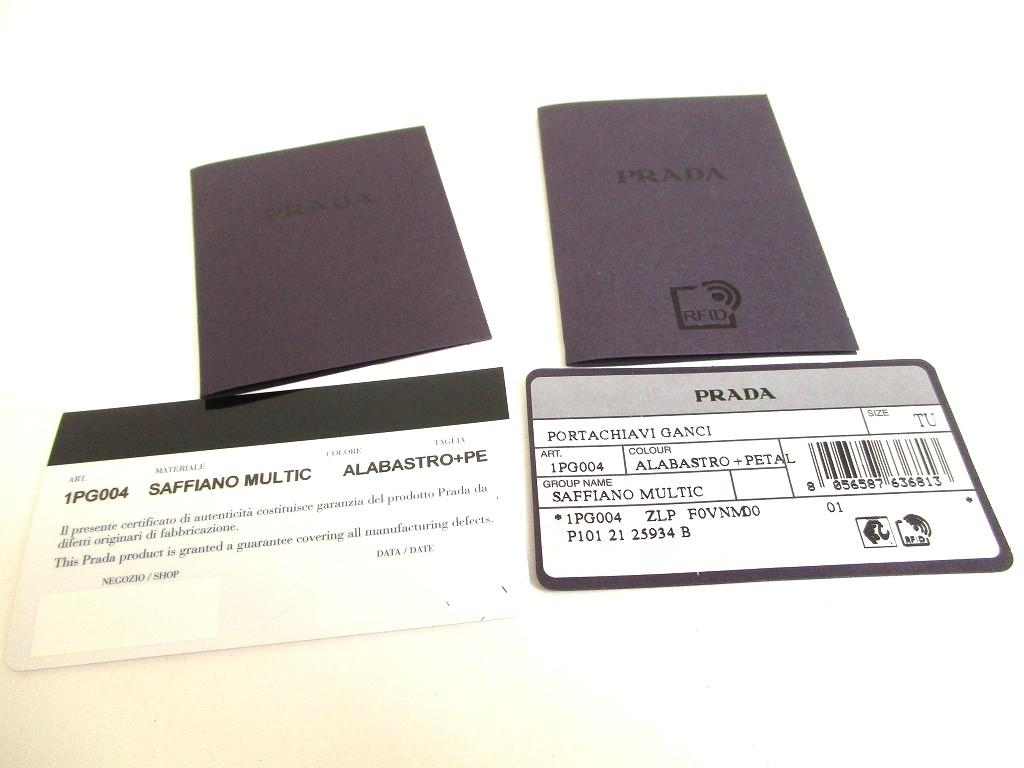 PRADA
PRADA
RFID
ART. MATERIALE COLORE TAGLIA
1PG004 SAFFIANO MULTIC ALABASTRO+PE
Il presente certificato di autenticità costituisce garanzia del prodotto Prada da
difetti originari di fabbricazione.
This Prada product is granted a guarantee covering all manufacturing defects.
NEGOZIO / SHOP DATA / DATE
PRADA
PORTACHIAVI GANCI SIZE TU
ART. COLOUR
1PG004 ALABASTRO+PETAL
GROUP NAME
SAFFIANO MULTIC
8 056587 636813
*1PG004 ZLP F0VNMD0 01 *
P101 21 25934 B
RFID